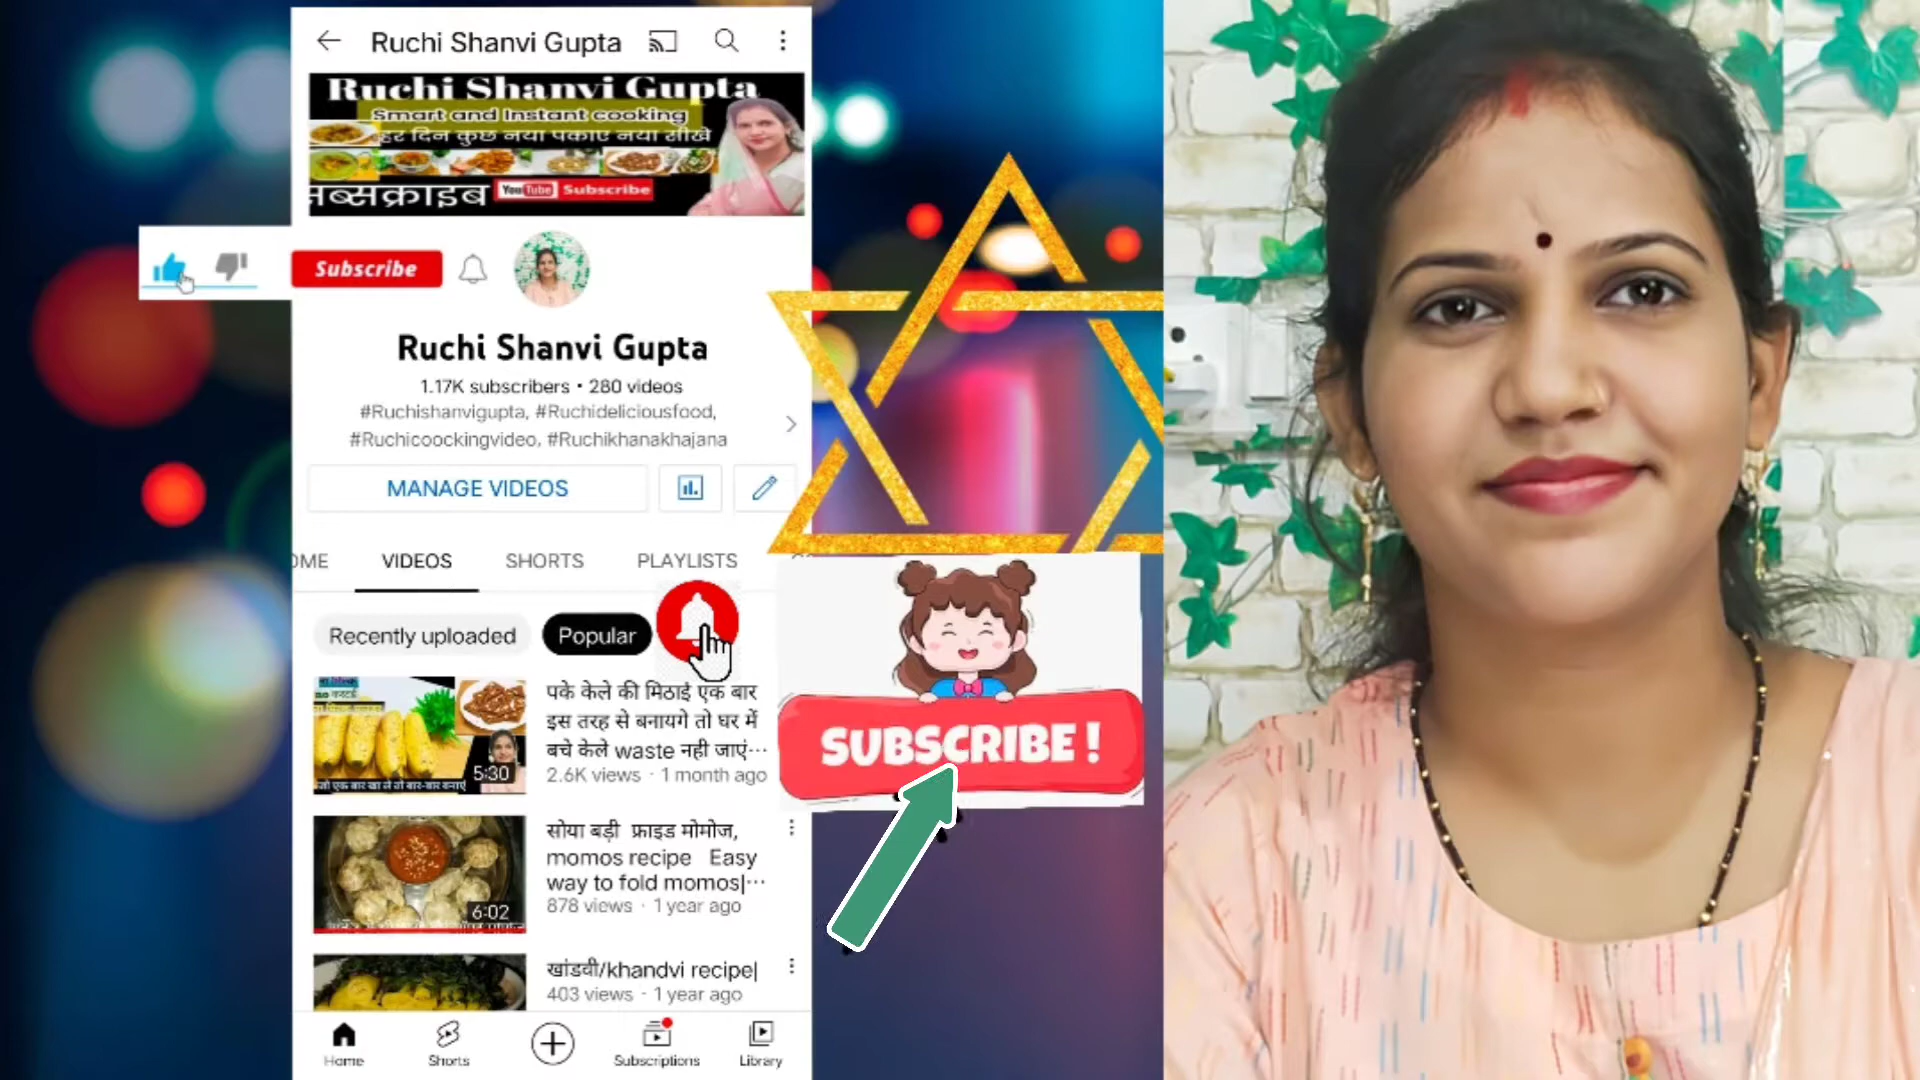 Ruchi Shanvi Gupta
Ruchi Shanvi Gupta
Smart and Instant cooking
हर दिन कुछ नया पकाए नया सीखे
सब्सक्राइब YouTube Subscribe
Subscribe
Ruchi Shanvi Gupta
1.17K subscribers • 280 videos
#Ruchishanvigupta, #Ruchideliciousfood,
#Ruchicoockingvideo, #Ruchikhanakhajana
MANAGE VIDEOS
OME VIDEOS SHORTS PLAYLISTS
Recently uploaded Popular
पके केले की मिठाई एक बार
इस तरह से बनायगे तो घर में
बचे केले waste नही जाएं...
2.6K views · 1 month ago
5:30
जो एक बार खा ले तो बार-बार बनाएं
SUBSCRIBE !
सोया बड़ी फ्राइड मोमोज,
momos recipe Easy
way to fold momos|...
878 views · 1 year ago
6:02
खांडवी/khandvi recipe|
403 views · 1 year ago
Home Shorts Subscriptions Library